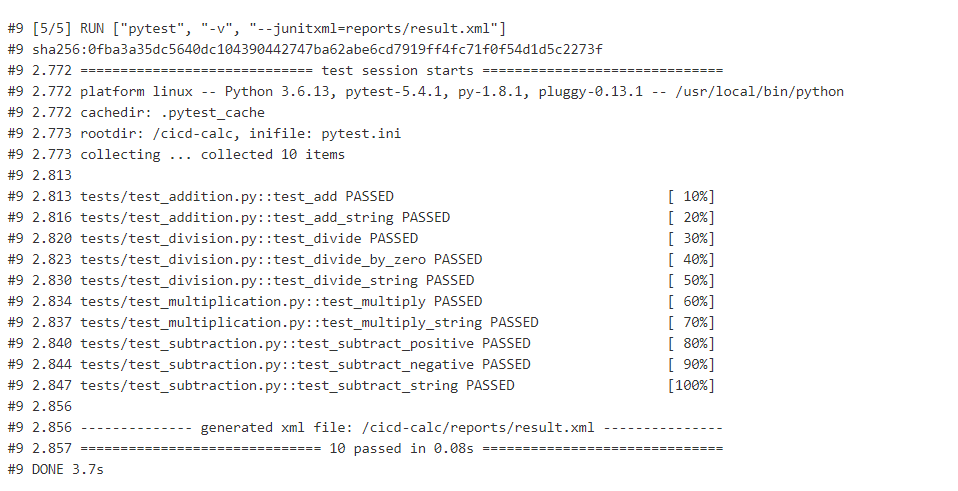 #9 [5/5] RUN ["pytest", "-v", "--junitxml=reports/result.xml"]
#9 sha256:0fba3a35dc5640dc104390442747ba62abe6cd7919ff4fc71f0f54d1d5c2273f
#9 2.772 ============================= test session starts ==============================
#9 2.772 platform linux -- Python 3.6.13, pytest-5.4.1, py-1.8.1, pluggy-0.13.1 -- /usr/local/bin/python
#9 2.772 cachedir: .pytest_cache
#9 2.773 rootdir: /cicd-calc, inifile: pytest.ini
#9 2.773 collecting ... collected 10 items
#9 2.813
#9 2.813 tests/test_addition.py::test_add PASSED                                  [ 10%]
#9 2.816 tests/test_addition.py::test_add_string PASSED                           [ 20%]
#9 2.820 tests/test_division.py::test_divide PASSED                               [ 30%]
#9 2.823 tests/test_division.py::test_divide_by_zero PASSED                       [ 40%]
#9 2.830 tests/test_division.py::test_divide_string PASSED                        [ 50%]
#9 2.834 tests/test_multiplication.py::test_multiply PASSED                       [ 60%]
#9 2.837 tests/test_multiplication.py::test_multiply_string PASSED                [ 70%]
#9 2.840 tests/test_subtraction.py::test_subtract_positive PASSED                 [ 80%]
#9 2.844 tests/test_subtraction.py::test_subtract_negative PASSED                 [ 90%]
#9 2.847 tests/test_subtraction.py::test_subtract_string PASSED                   [100%]
#9 2.856
#9 2.856 -------------- generated xml file: /cicd-calc/reports/result.xml ---------------
#9 2.857 ============================== 10 passed in 0.08s ==============================
#9 DONE 3.7s